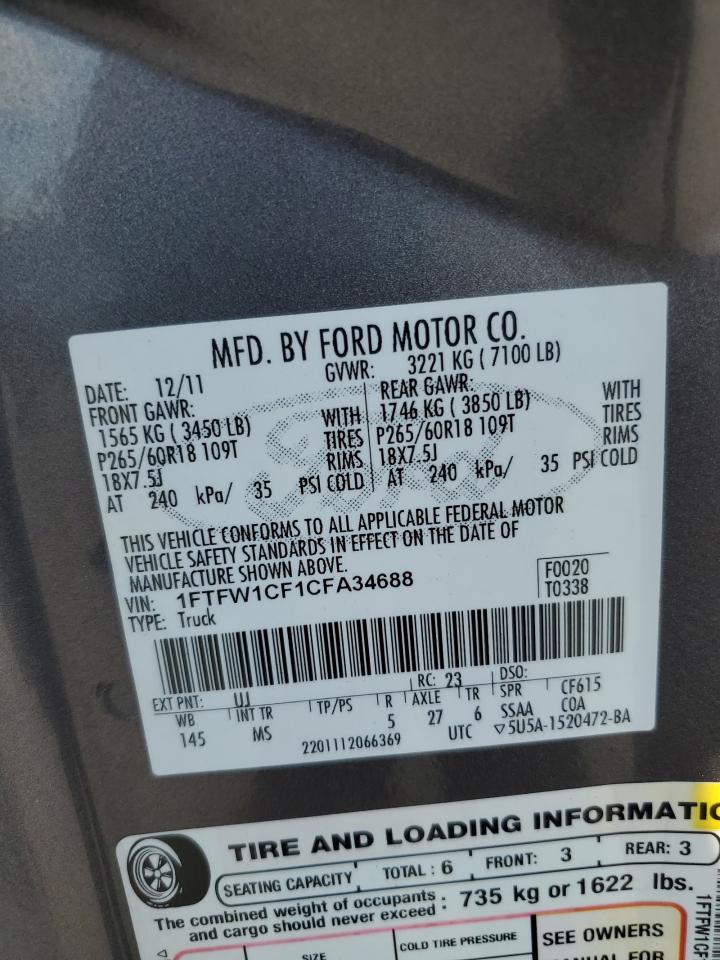 MFD. BY FORD MOTOR CO.
DATE: 12/11 GVWR: 3221 KG ( 7100 LB)
FRONT GAWR: REAR GAWR:
1565 KG ( 3450 LB) WITH 1746 KG ( 3850 LB) WITH
P265/60R18 109T TIRES P265/60R18 109T TIRES
18X7.5J RIMS 18X7.5J RIMS
AT 240 kPa/ 35 PSI COLD AT 240 kPa/ 35 PSI COLD
THIS VEHICLE CONFORMS TO ALL APPLICABLE FEDERAL MOTOR
VEHICLE SAFETY STANDARDS IN EFFECT ON THE DATE OF
MANUFACTURE SHOWN ABOVE.
VIN: 1FTFW1CF1CFA34688 F0020
TYPE: Truck T0338
EXT PNT: UJ RC: 23 DSO:
WB INT TR TP/PS R AXLE TR SPR CF615
145 MS 5 27 6 SSAA COA
2201112066369 UTC ▽5U5A-1520472-BA
TIRE AND LOADING INFORMATIO
SEATING CAPACITY TOTAL : 6 FRONT: 3 REAR: 3
The combined weight of occupants : 735 kg or 1622 lbs.
and cargo should never exceed
SIZE COLD TIRE PRESSURE SEE OWNERS
MANUAL FOR
1FTFW1CF